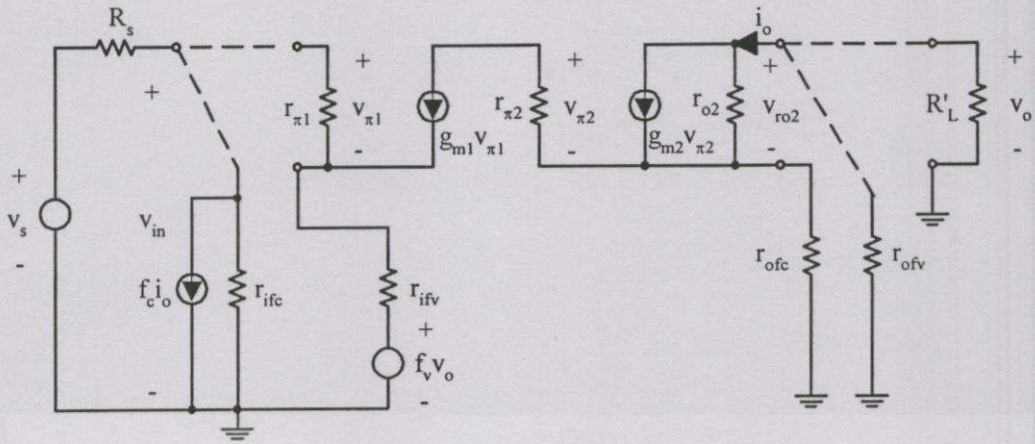 R_s
i_o
+
+
+
+
+
r_π1
v_π1
g_m1v_π1
r_π2
v_π2
g_m2v_π2
r_o2
v_ro2
R'_L
v_o
-
-
-
-
+
v_s
-
v_in
f_ci_o
r_ifc
r_ifv
r_ofc
r_ofv
+
f_vv_o
-
-